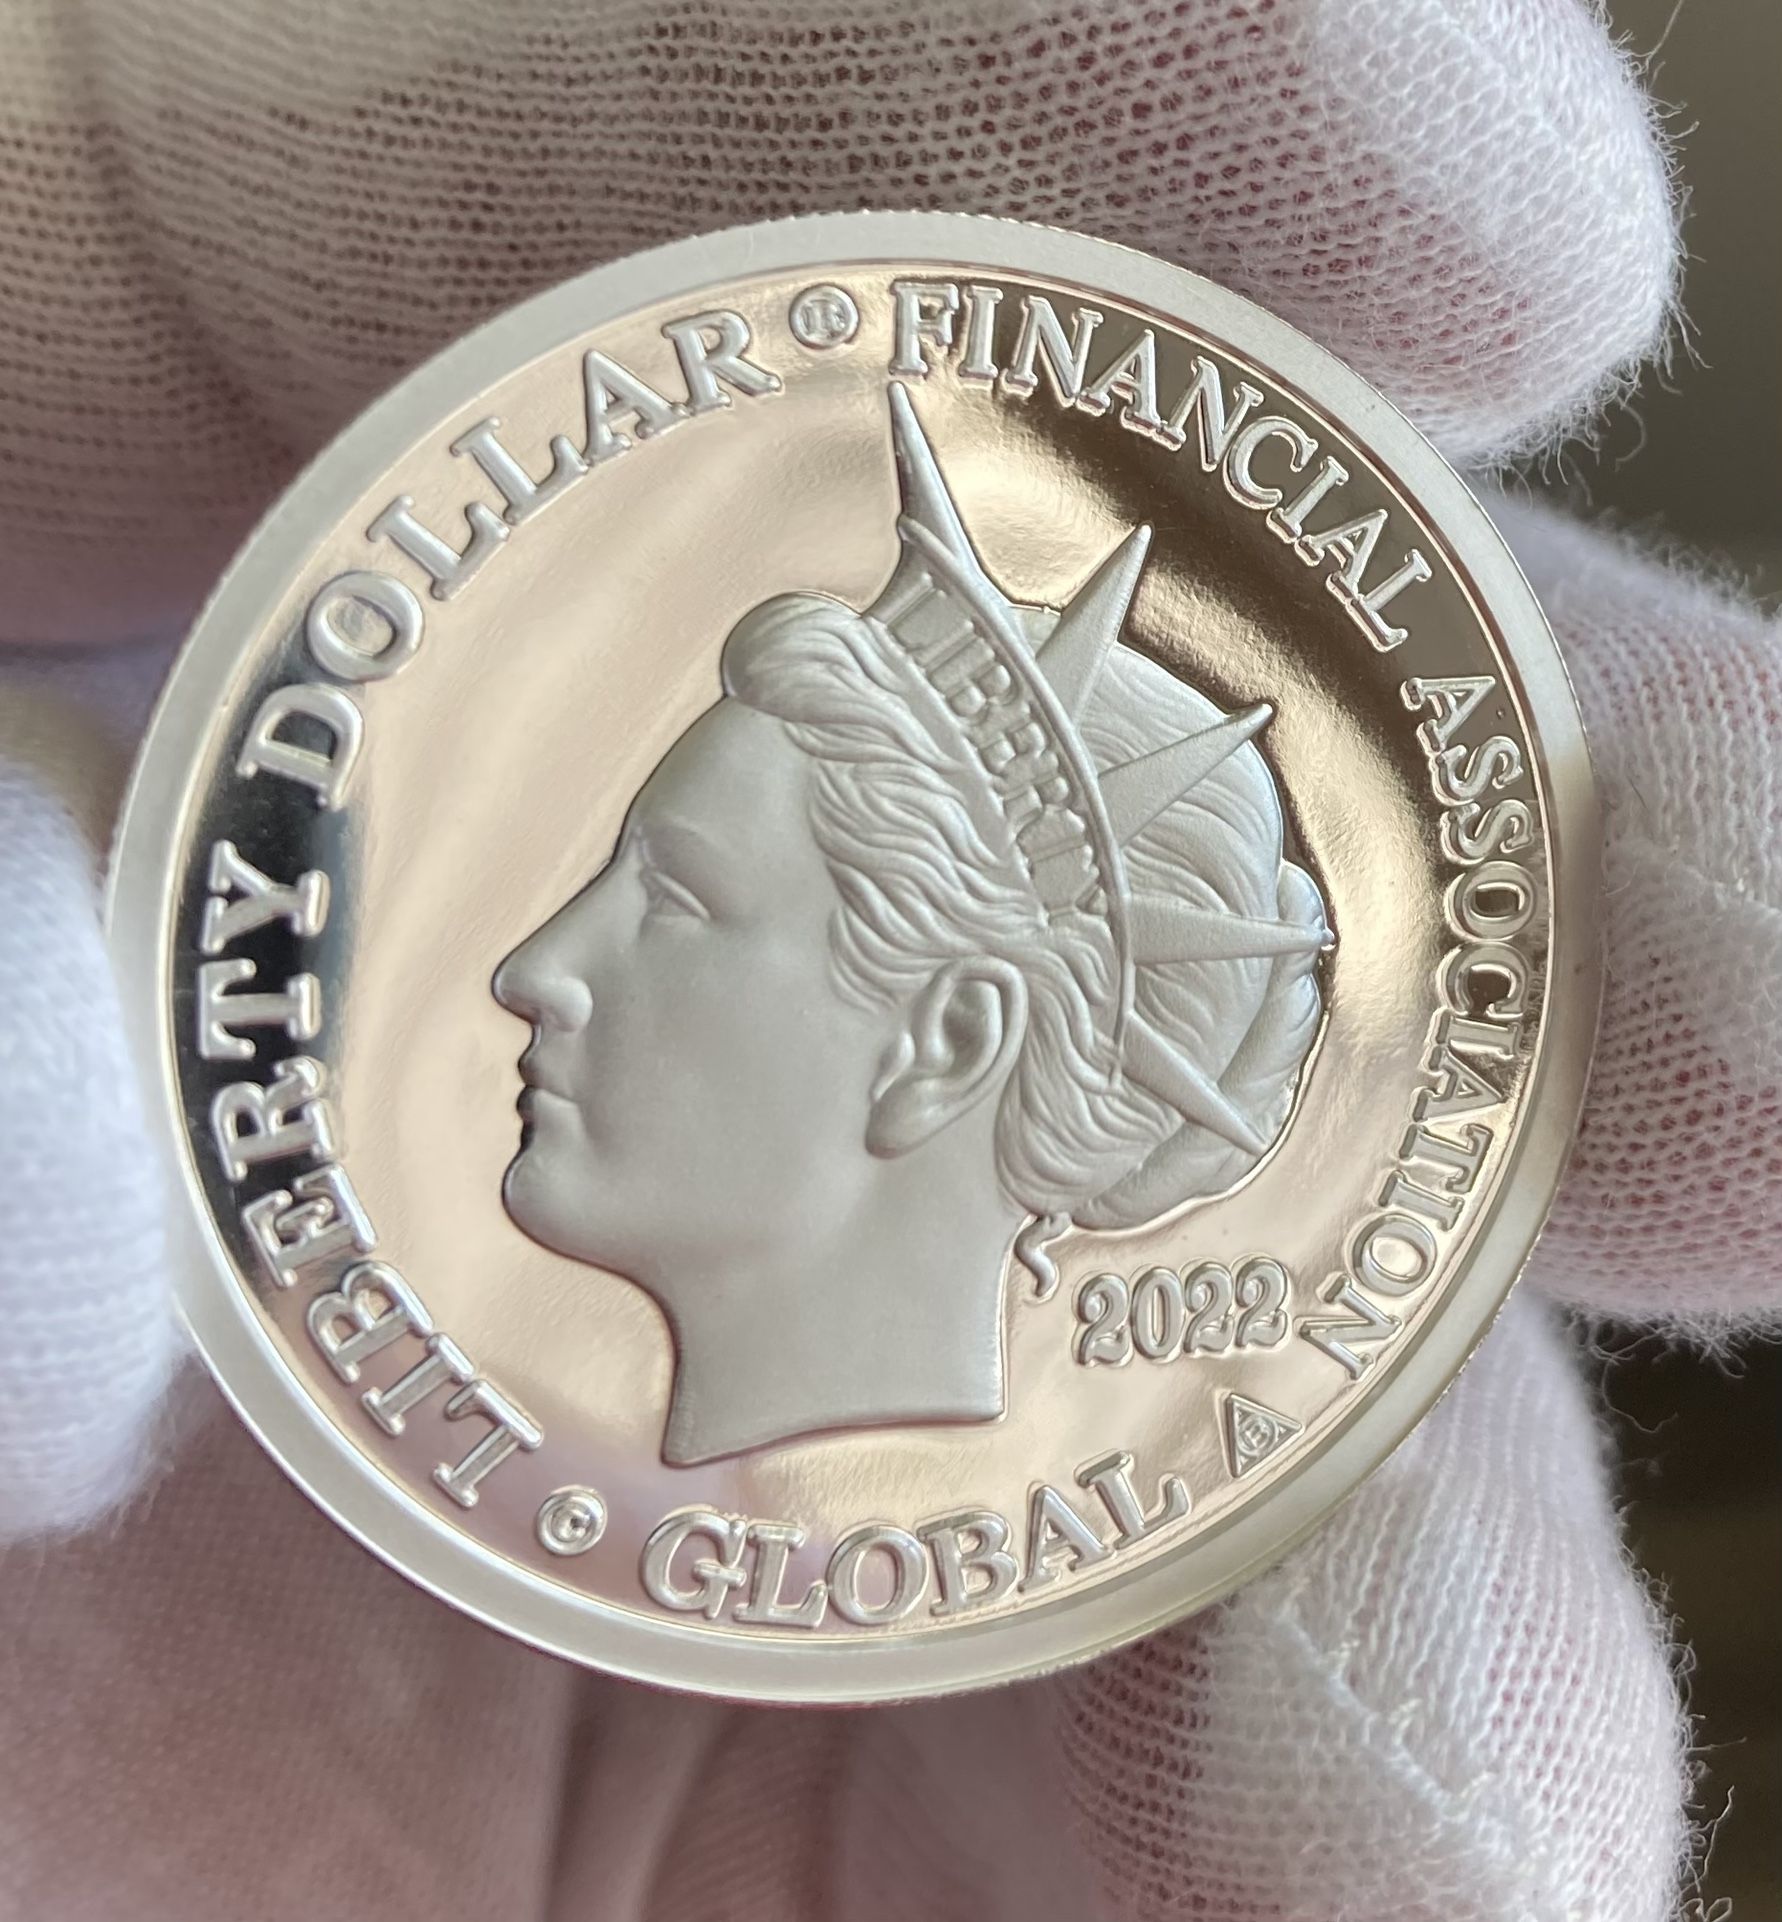 LIBERTY DOLLAR ® FINANCIAL ASSOCIATION
© GLOBAL
LIBERTY
2022
B